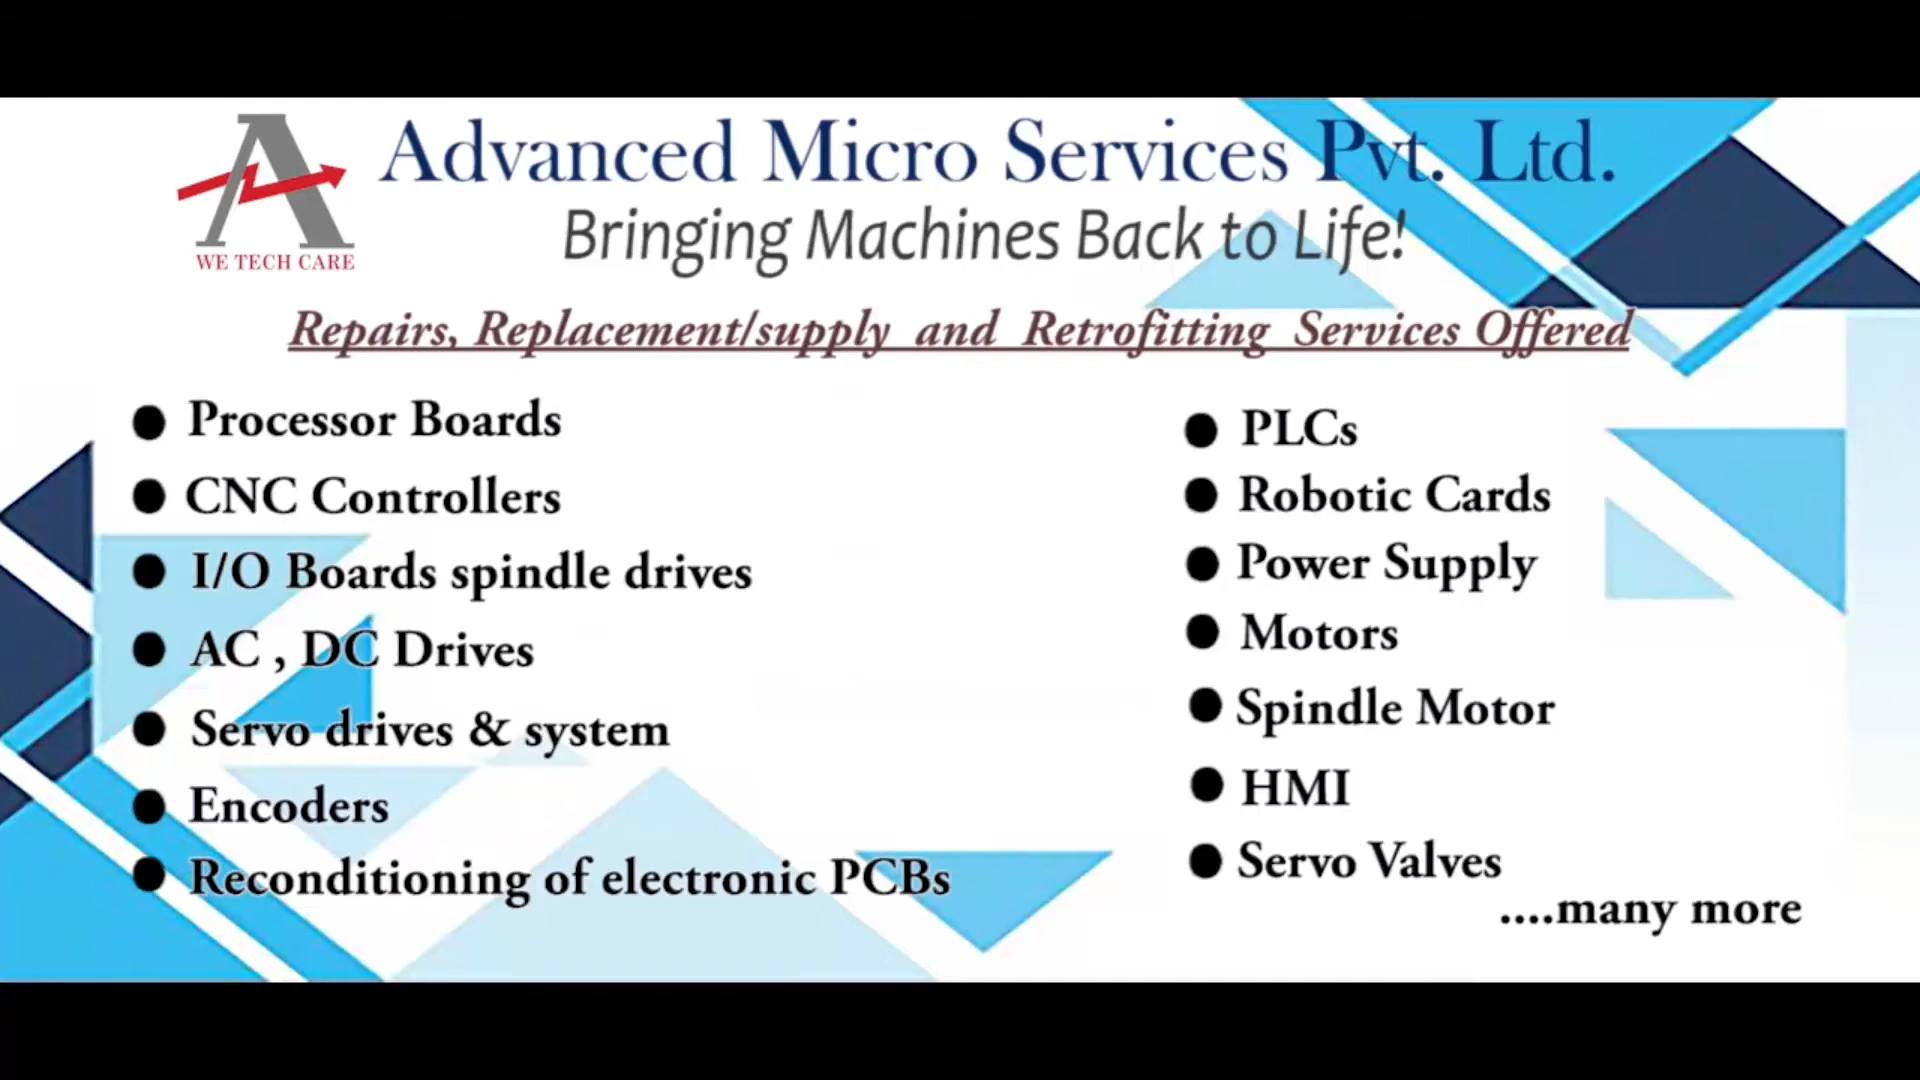 Advanced Micro Services Pvt. Ltd.
WE TECH CARE
Bringing Machines Back to Life!
Repairs, Replacement/supply and Retrofitting Services Offered
Processor Boards
CNC Controllers
I/O Boards spindle drives
AC , DC Drives
Servo drives & system
Encoders
Reconditioning of electronic PCBs
PLCs
Robotic Cards
Power Supply
Motors
Spindle Motor
HMI
Servo Valves
....many more